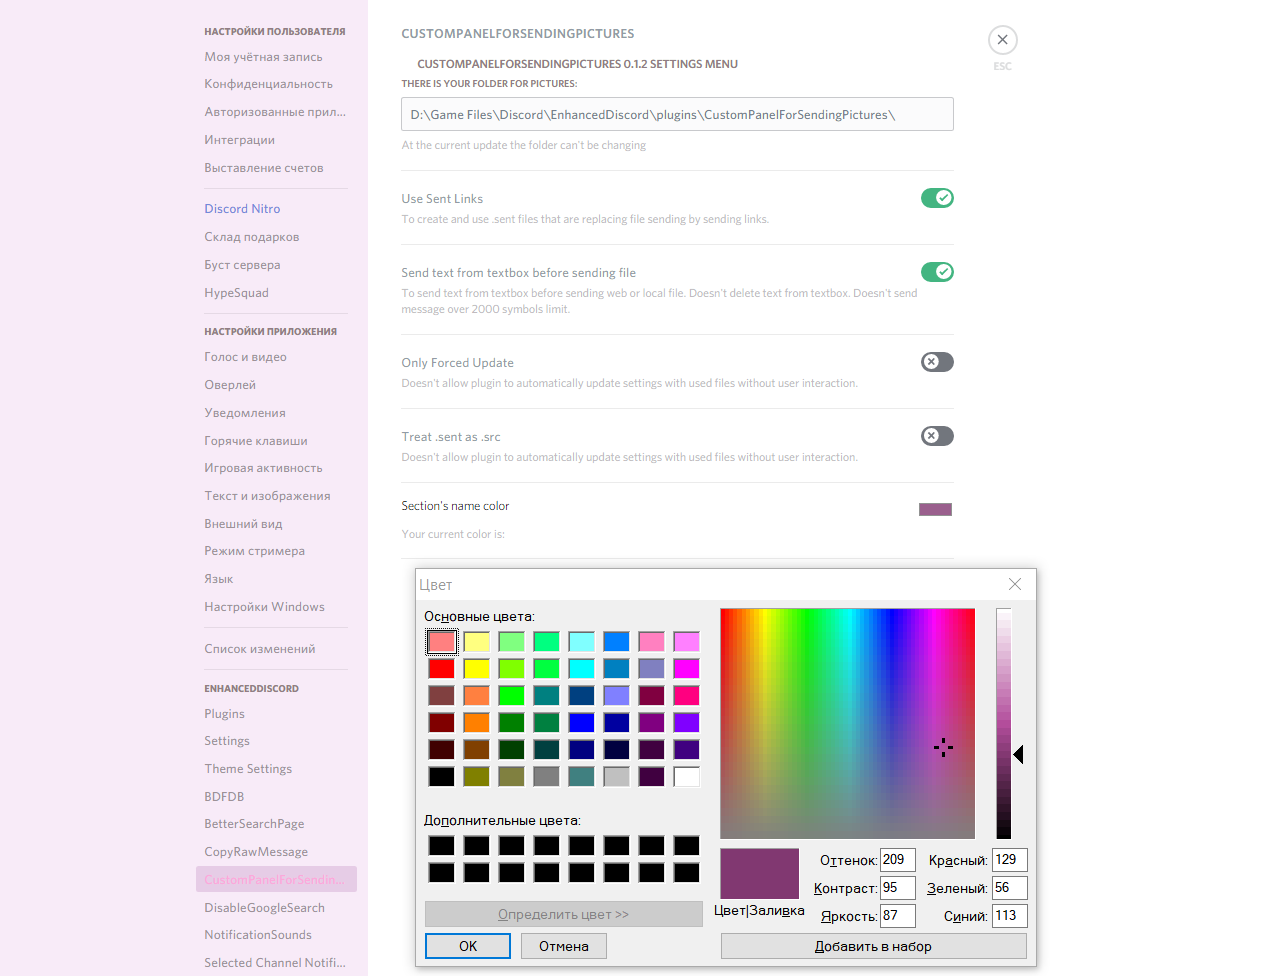 НАСТРОЙКИ ПОЛЬЗОВАТЕЛЯ
Моя учётная запись
Конфиденциальность
Авторизованные прил...
Интеграции
Выставление счетов
Discord Nitro
Склад подарков
Буст сервера
HypeSquad
НАСТРОЙКИ ПРИЛОЖЕНИЯ
Голос и видео
Оверлей
Уведомления
Горячие клавиши
Игровая активность
Текст и изображения
Внешний вид
Режим стримера
Язык
Настройки Windows
Список изменений
ENHANCEDDISCORD
Plugins
Settings
Theme Settings
BDFDB
BetterSearchPage
CopyRawMessage
CustomPanelForSendin...
DisableGoogleSearch
NotificationSounds
Selected Channel Notifi...
CUSTOMPANELFORSENDINGPICTURES
ESC
CUSTOMPANELFORSENDINGPICTURES 0.1.2 SETTINGS MENU
THERE IS YOUR FOLDER FOR PICTURES:
D:\Game Files\Discord\EnhancedDiscord\plugins\CustomPanelForSendingPictures\
At the current update the folder can't be changing
Use Sent Links
To create and use .sent files that are replacing file sending by sending links.
Send text from textbox before sending file
To send text from textbox before sending web or local file. Doesn't delete text from textbox. Doesn't send
message over 2000 symbols limit.
Only Forced Update
Doesn't allow plugin to automatically update settings with used files without user interaction.
Treat .sent as .src
Doesn't allow plugin to automatically update settings with used files without user interaction.
Section's name color
Your current color is:
Цвет
Основные цвета:
Дополнительные цвета:
Определить цвет >>
OK
Отмена
Цвет|Заливка
Оттенок: 209
Красный: 129
Контраст: 95
Зеленый: 56
Яркость: 87
Синий: 113
Добавить в набор